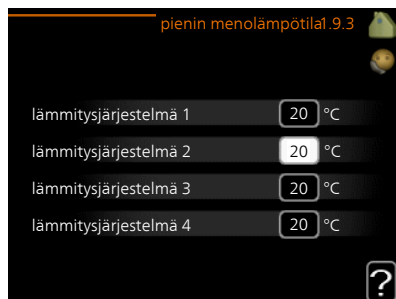 pienin menolämpötila1.9.3
lämmitysjärjestelmä 1 20 °C
lämmitysjärjestelmä 2 20 °C
lämmitysjärjestelmä 3 20 °C
lämmitysjärjestelmä 4 20 °C
?